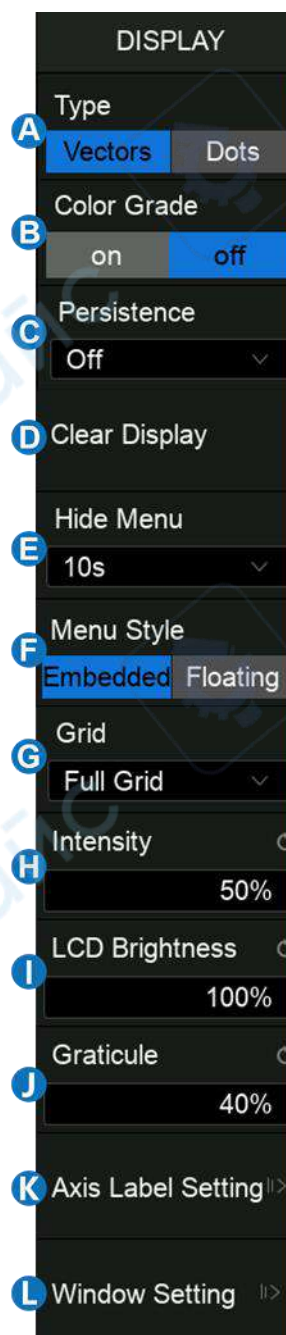 DISPLAY
Type
A
Vectors Dots
Color Grade
B
on off
Persistence
C
Off
D Clear Display
Hide Menu
E
10s
Menu Style
F
Embedded Floating
Grid
G
Full Grid
Intensity
H
50%
LCD Brightness
I
100%
Graticule
J
40%
K Axis Label Setting
L Window Setting